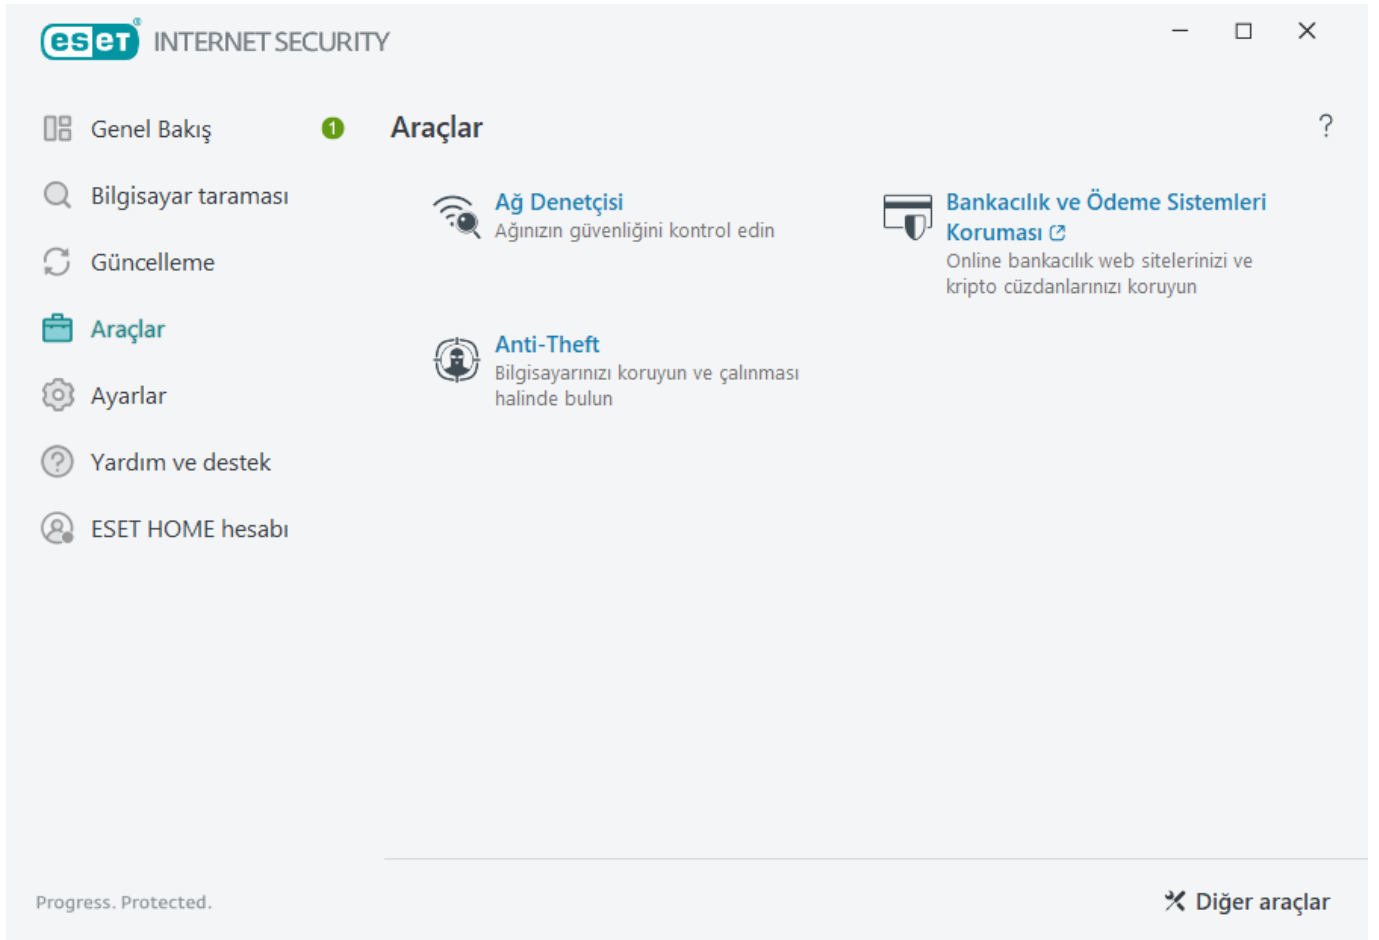 eset® INTERNET SECURITY
Genel Bakış
1
Bilgisayar taraması
Güncelleme
Araçlar
Ayarlar
Yardım ve destek
ESET HOME hesabı
Progress. Protected.
Araçlar
?
Ağ Denetçisi
Ağınızın güvenliğini kontrol edin
Bankacılık ve Ödeme Sistemleri
Koruması
Online bankacılık web sitelerinizi ve
kripto cüzdanlarınızı koruyun
Anti-Theft
Bilgisayarınızı koruyun ve çalınması
halinde bulun
Diğer araçlar